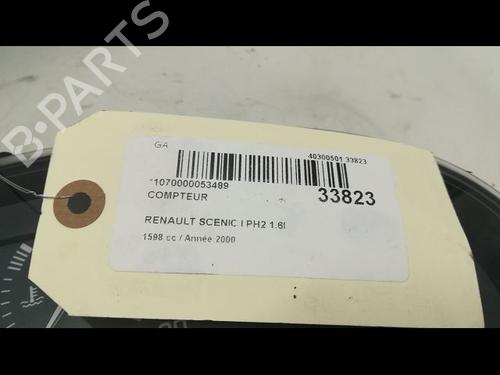 B-PARTS
GA
40300501 33823
*1070000053489
33823
COMPTEUR
RENAULT SCENIC I PH2 1.6I
1598 cc / Année 2000